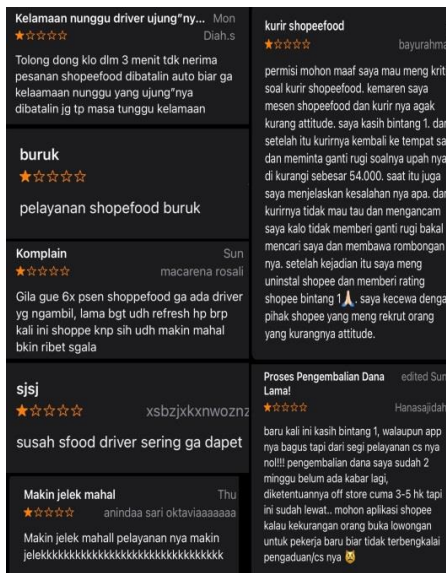 Kelamaan nunggu driver ujung"ny... Mon
Diah.s
Tolong dong klo dlm 3 menit tdk nerima
pesanan shopeefood dibatalin auto biar ga
kelaamaan nunggu yang ujung"nya
dibatalin jg tp masa tunggu kelamaan
buruk
pelayanan shopefood buruk
Komplain Sun
macarena rosali
Gila gue 6x psen shoppefood ga ada driver
yg ngambil, lama bgt udh refresh hp brp
kali ini shoppe knp sih udh makin mahal
bkin ribet sgala
sjsj
xsbzjxkxnwoznz
susah sfood driver sering ga dapet
Makin jelek mahal Thu
anindaa sari oktaviaaaaaaa
Makin jelek mahall pelayanan nya makin
jelekkkkkkkkkkkkkkkkkkkkkkkkkkkkkkk
kurir shopeefood
bayurahma
permisi mohon maaf saya mau meng krit
soal kurir shopeefood. kemaren saya
mesen shopeefood dan kurir nya agak
kurang attitude. saya kasih bintang 1. dan
setelah itu kurirnya kembali ke tempat sa
dan meminta ganti rugi soalnya upah nya
di kurangi sebesar 54.000. saat itu juga
saya menjelaskan kesalahan nya apa. dan
kurirnya tidak mau tau dan mengancam
saya kalo tidak memberi ganti rugi bakal
mencari saya dan membawa rombongan
nya. setelah kejadian itu saya meng
uninstal shopee dan memberi rating
shopee bintang 1🙏🏻. saya kecewa denga
pihak shopee yang meng rekrut orang
yang kurangnya attitude.
Proses Pengembalian Dana edited Sun
Lama!
Hanasajidah
baru kali ini kasih bintang 1, walaupun app
nya bagus tapi dari segi pelayanan cs nya
nol!!! pengembalian dana saya sudah 2
minggu belum ada kabar lagi,
diketentuannya off store cuma 3-5 hk tapi
ini sudah lewat.. mohon aplikasi shopee
kalau kekurangan orang buka lowongan
untuk pekerja baru biar tidak terbengkalai
pengaduan/cs nya 😾